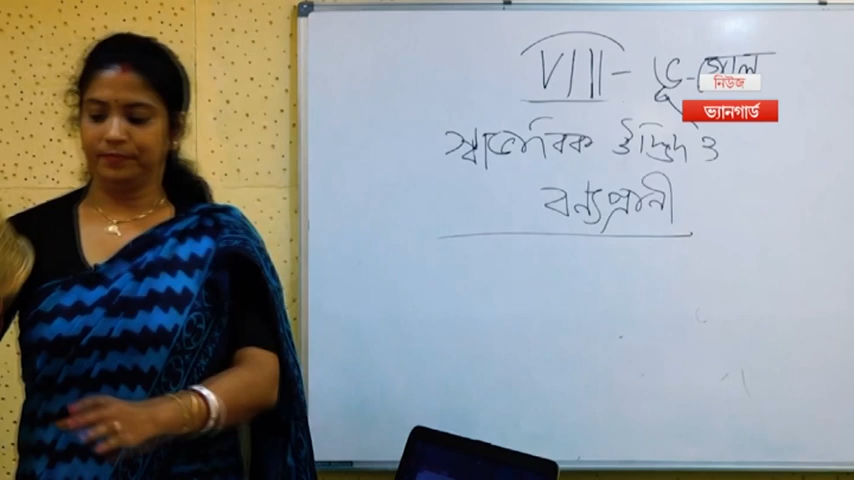 VIII - ভূ-গোল
নিউজ
ভ্যানগার্ড
স্বাভাবিক উদ্ভিদ ও
বন্যপ্রানী